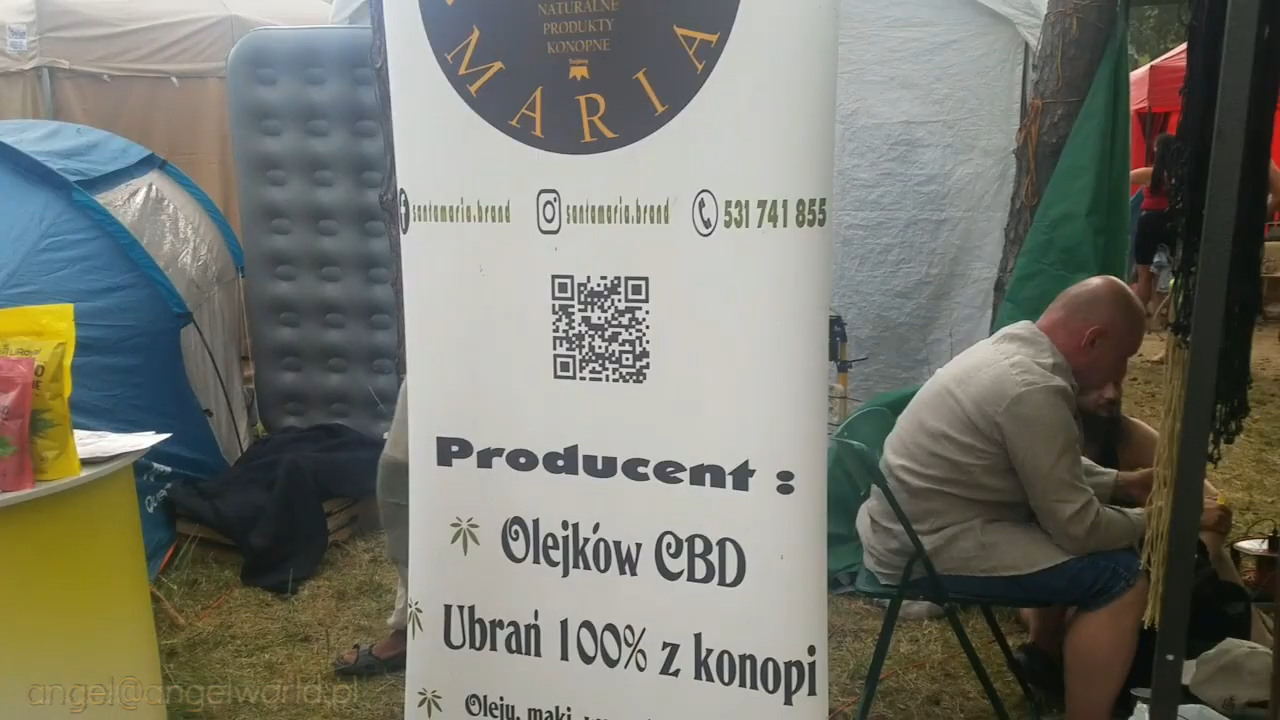 NATURALNE
PRODUKTY
KONOPNE
MARIA
santamaria.brand santamaria.brand 531 741 855
Producent :
Olejków CBD
Ubrań 100% z konopi
Oleju, mąki,
angel@angelworld.pl